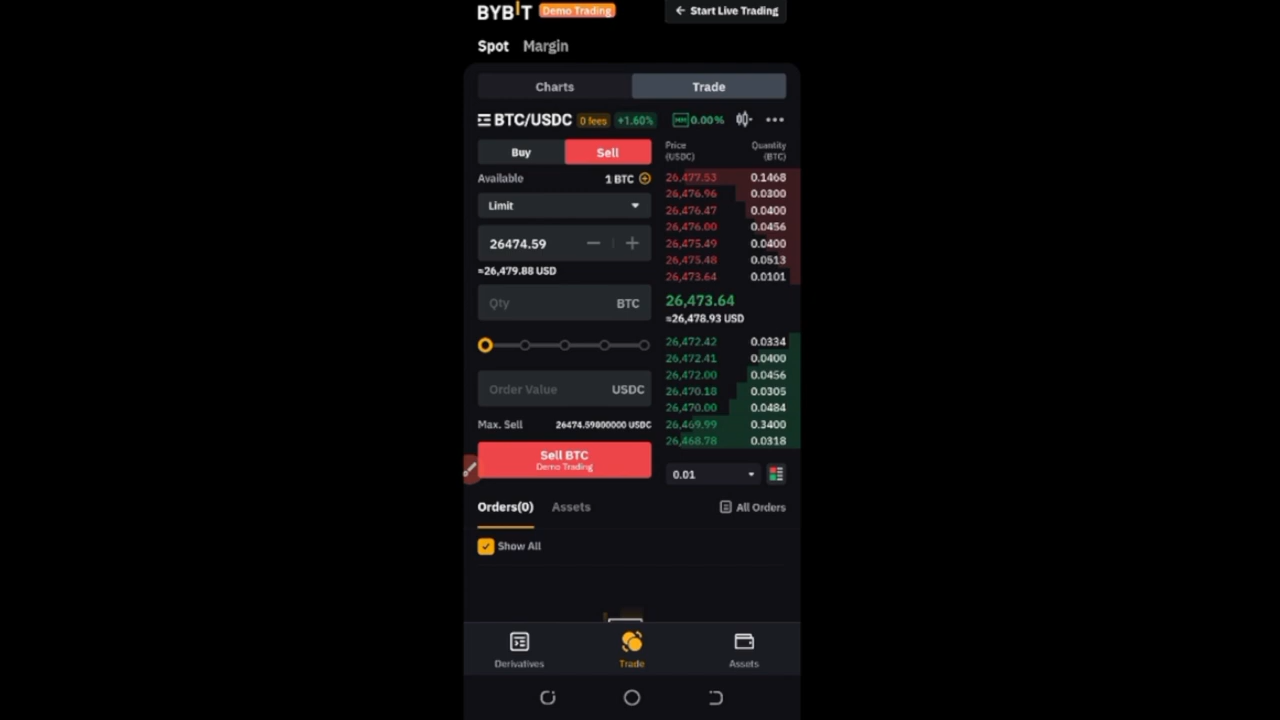 BYBIT Demo Trading ← Start Live Trading
Spot Margin
Charts Trade
BTC/USDC 0 fees +1.60% MM 0.00%
Buy Sell
Price (USDC) Quantity (BTC)
Available 1 BTC
Limit
26474.59
≈26,479.88 USD
Qty BTC
Order Value USDC
Max. Sell 26474.59000000 USDC
Sell BTC
Demo Trading
26,477.53 0.1468
26,476.96 0.0300
26,476.47 0.0400
26,476.00 0.0456
26,475.49 0.0400
26,475.48 0.0513
26,473.64 0.0101
26,473.64
≈26,478.93 USD
26,472.42 0.0334
26,472.41 0.0400
26,472.00 0.0456
26,470.18 0.0305
26,470.00 0.0484
26,469.99 0.3400
26,468.78 0.0318
0.01
Orders(0) Assets All Orders
Show All
Derivatives Trade Assets